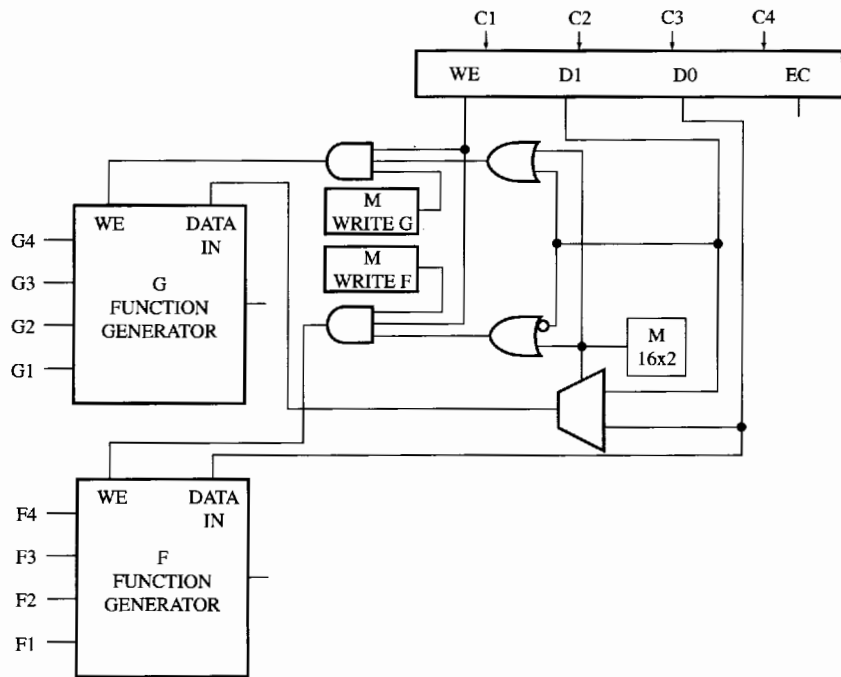 C1 C2 C3 C4
WE D1 D0 EC
M
WRITE G
WE DATA
IN
G4
G3
G2
G1
G
FUNCTION
GENERATOR
M
WRITE F
M
16x2
WE DATA
IN
F4
F3
F2
F1
F
FUNCTION
GENERATOR